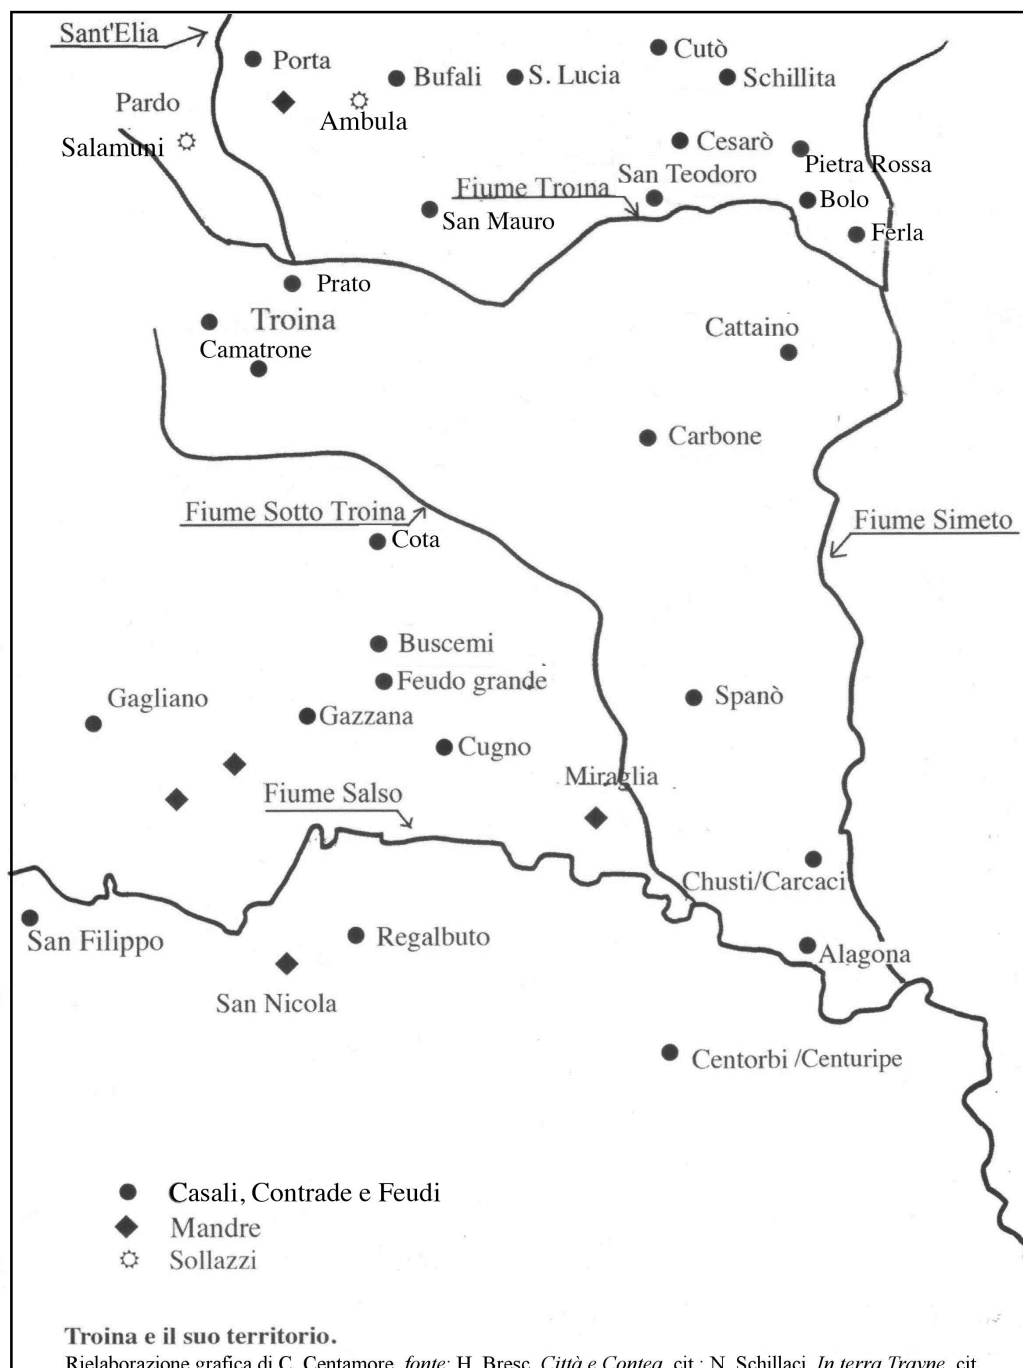 Sant'Elia
Porta
Bufali
S. Lucia
Cutò
Schillita
Pardo
Ambula
Salamuni
Cesarò
Pietra Rossa
San Teodoro
Fiume Troina
Bolo
San Mauro
Ferla
Prato
Troina
Cattaino
Camatrone
Carbone
Fiume Sotto Troina
Fiume Simeto
Cota
Buscemi
Feudo grande
Gagliano
Spanò
Gazzana
Cugno
Miraglia
Fiume Salso
Chusti/Carcaci
San Filippo
Regalbuto
Alagona
San Nicola
Centorbi /Centuripe
Casali, Contrade e Feudi
Mandre
Sollazzi
Troina e il suo territorio.
Rielaborazione grafica di C. Centamore, fonte: H. Bresc, Città e Contea, cit.; N. Schillaci, In terra Trayne, cit.